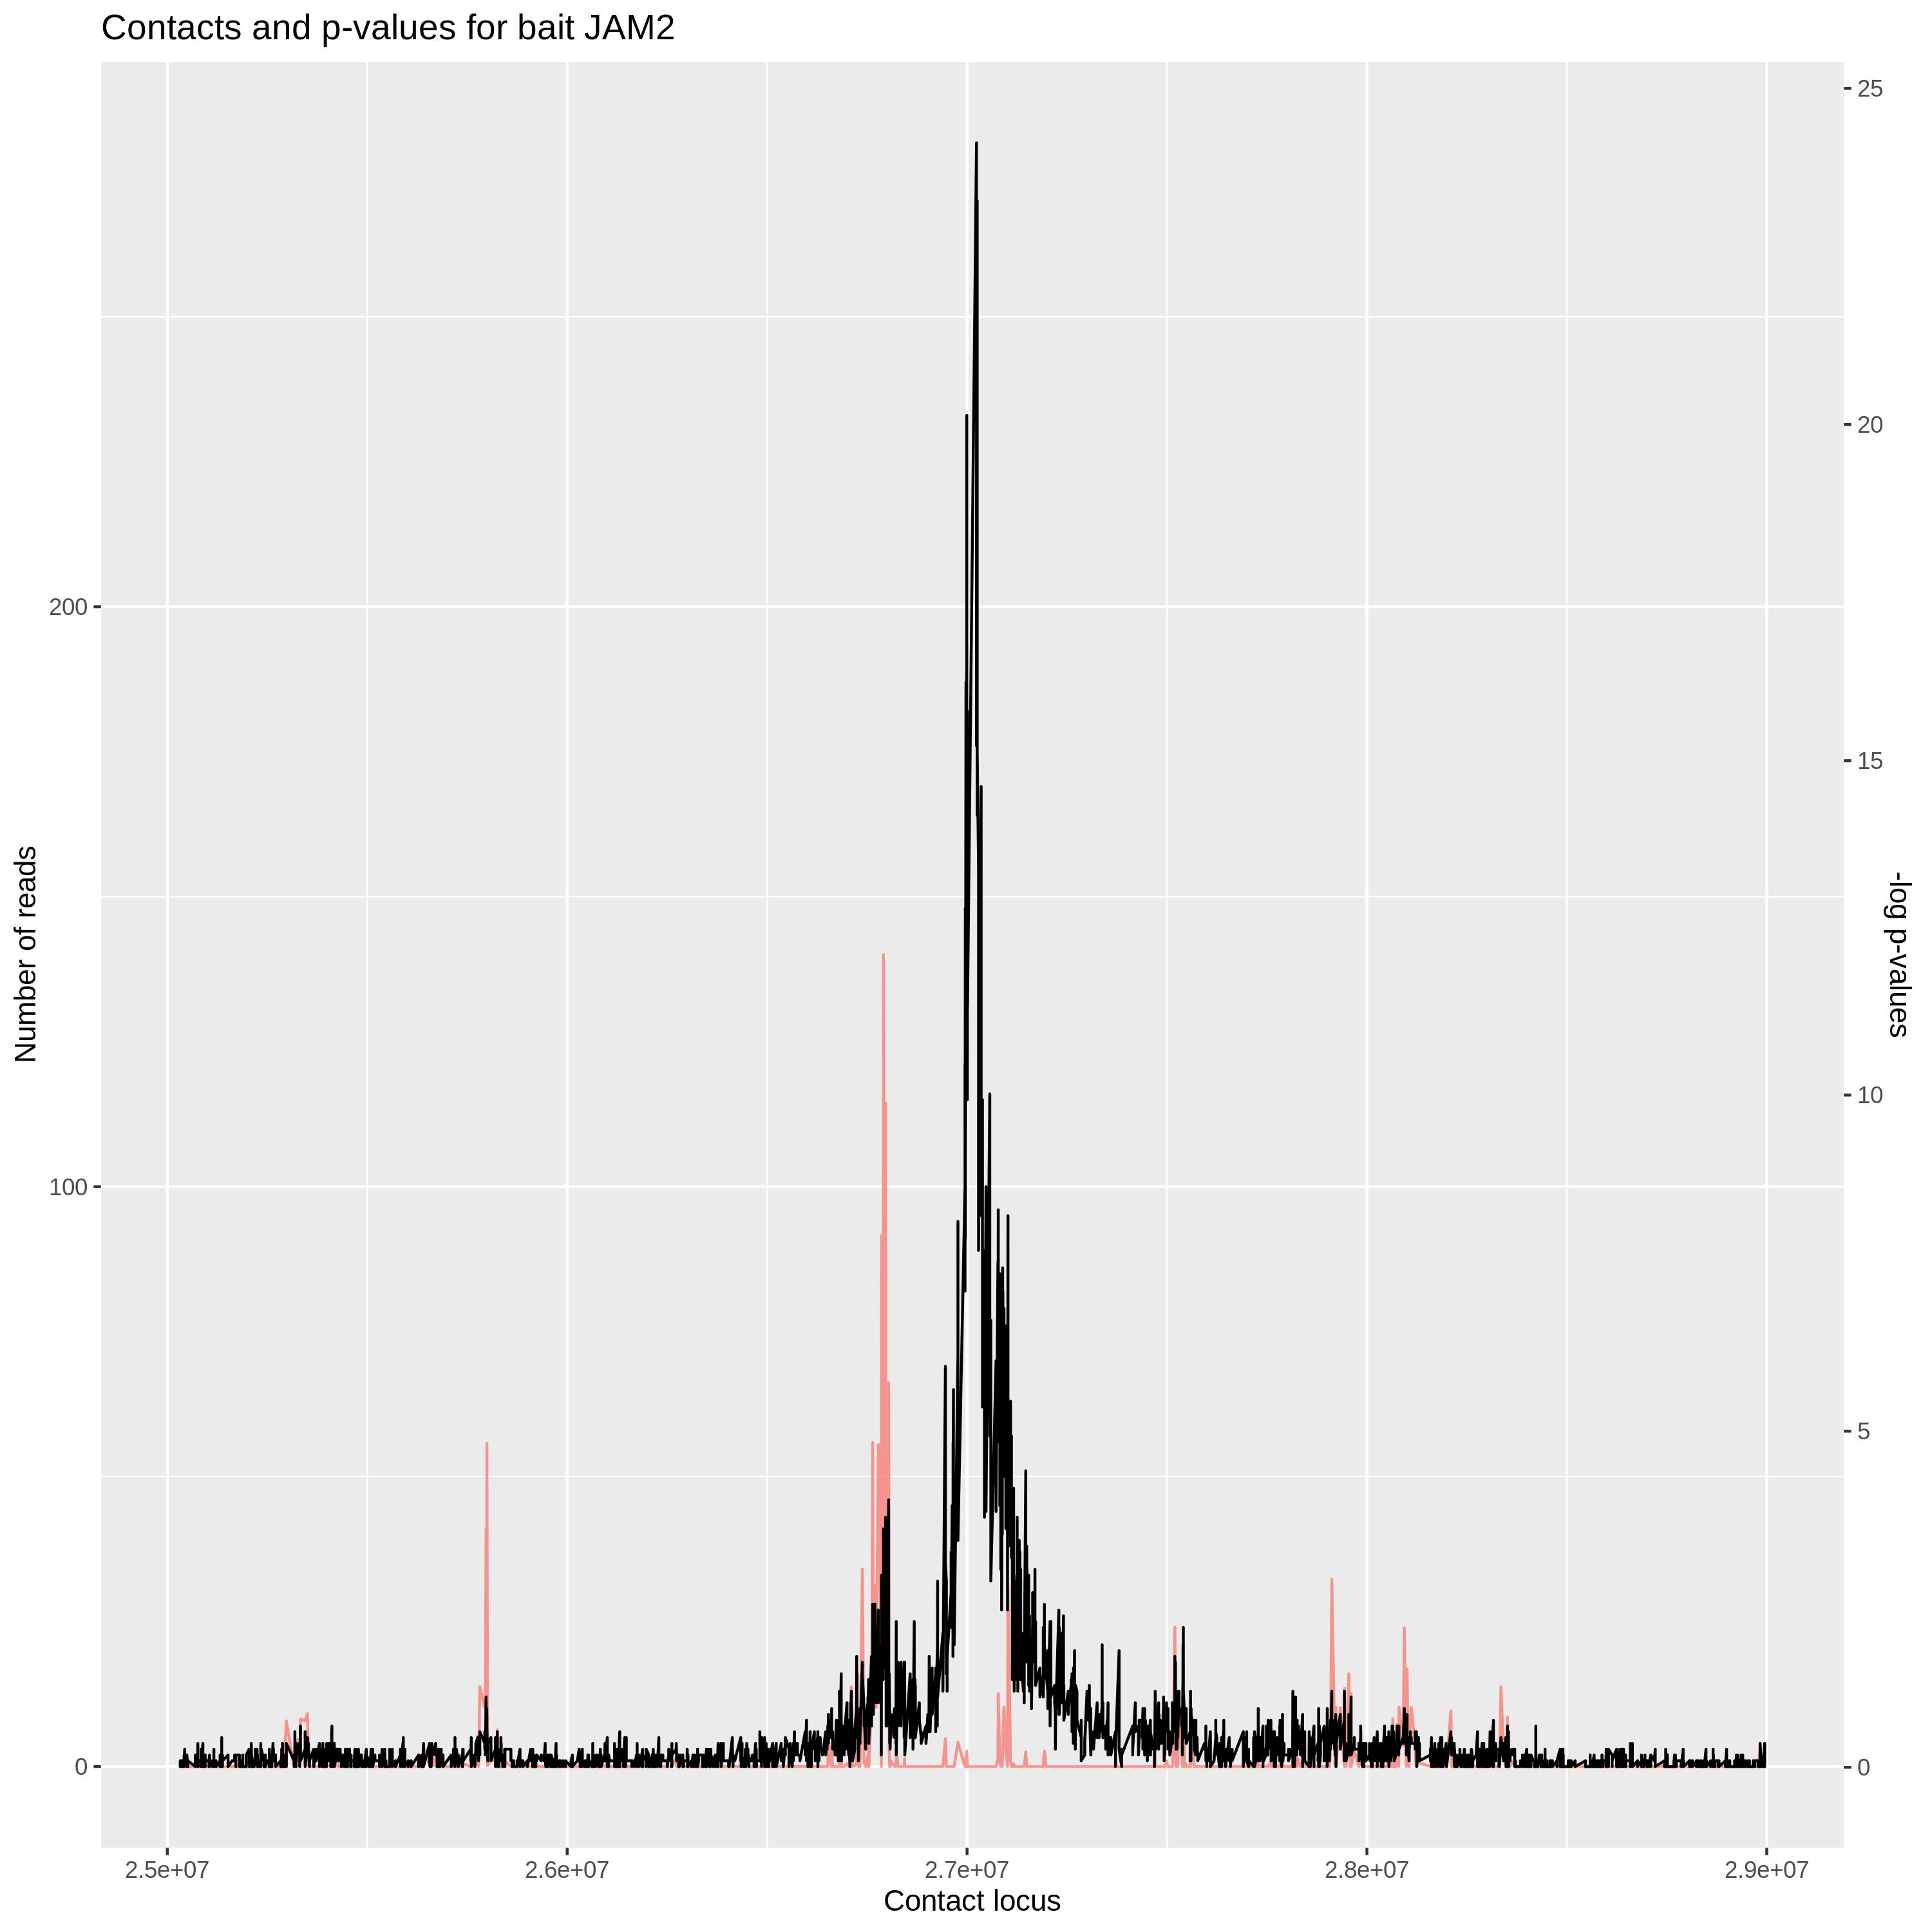 Contacts and p-values for bait JAM2
25
20
200
15
Number of reads
-log p-values
10
100
5
0
0
2.5e+07
2.6e+07
2.7e+07
2.8e+07
2.9e+07
Contact locus